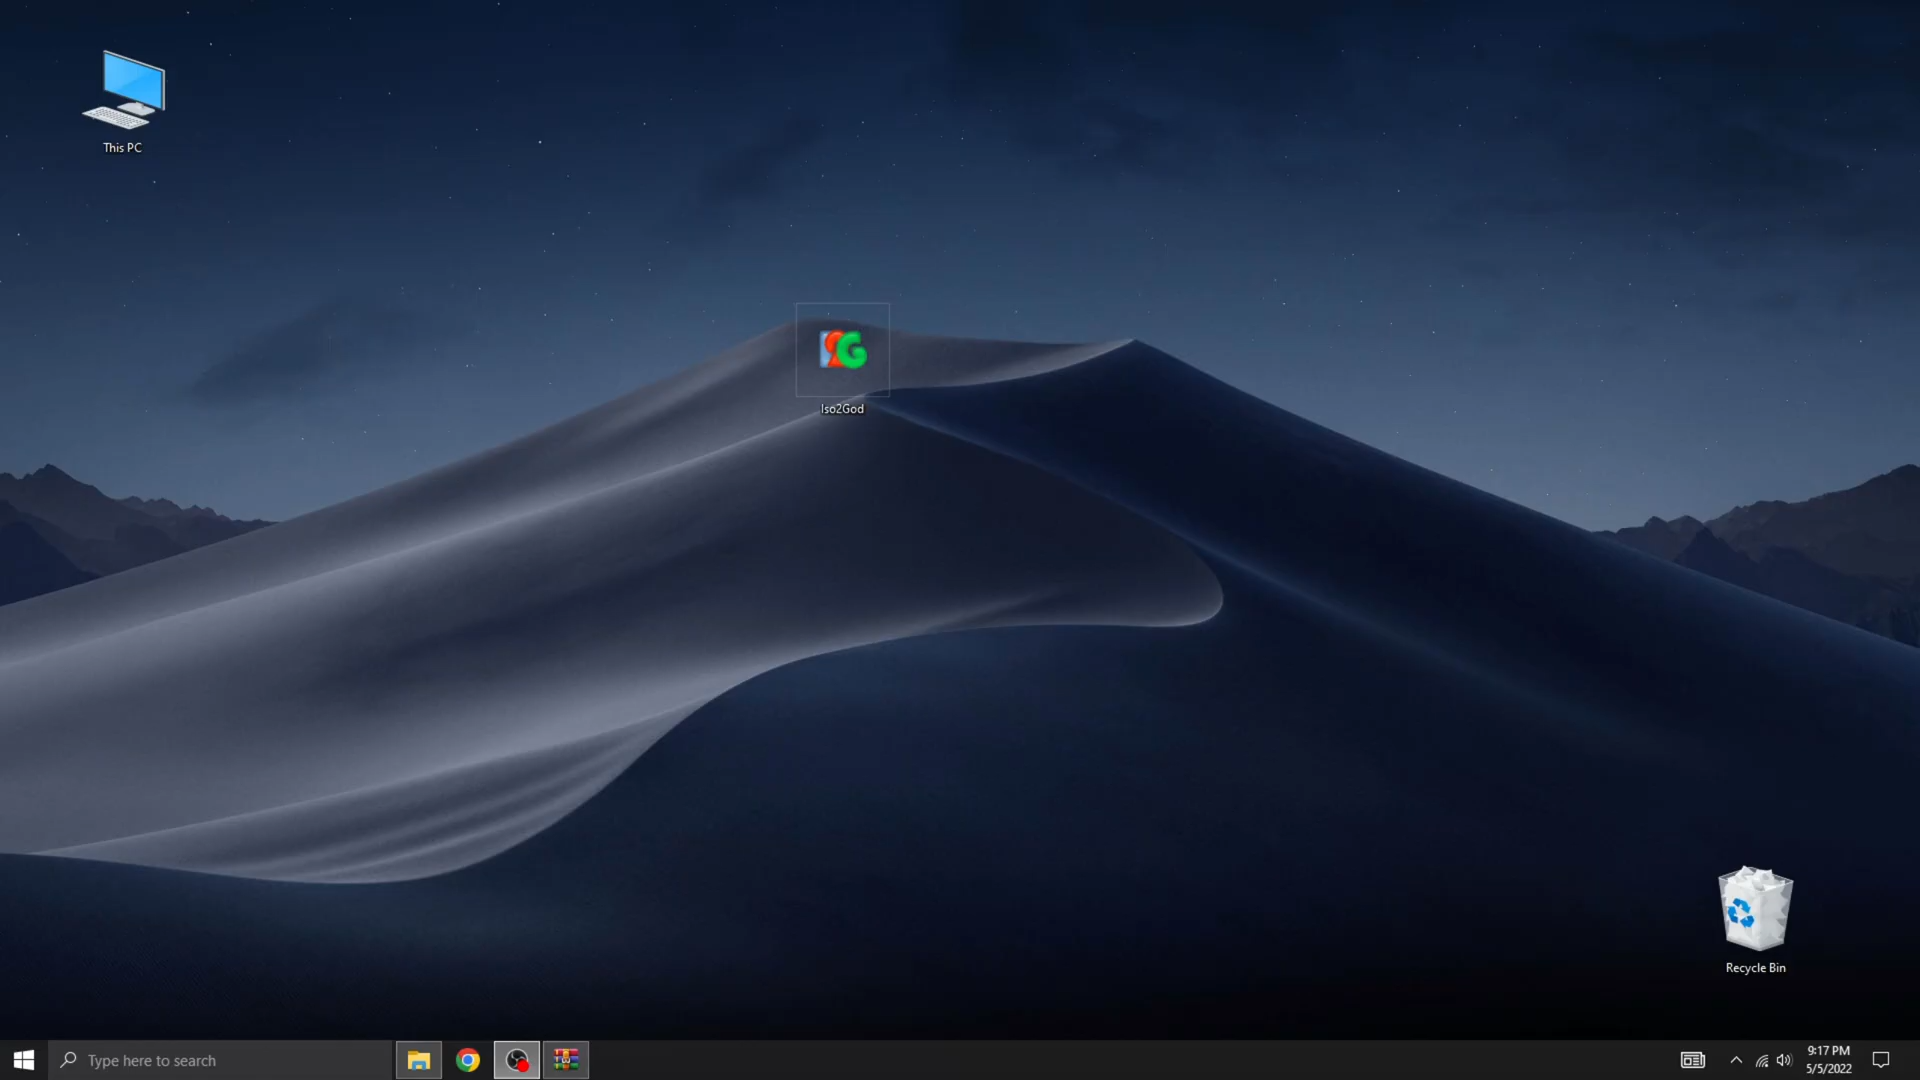 This PC
Iso2God
Recycle Bin
Type here to search
9:17 PM
5/5/2022